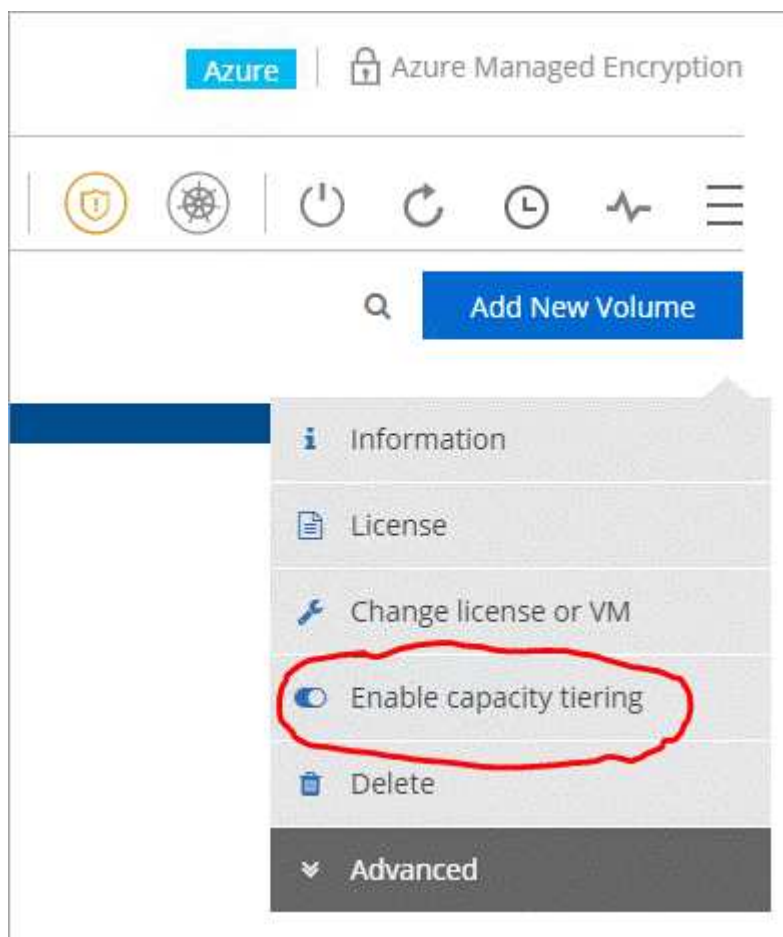 Azure
Azure Managed Encryption
Add New Volume
Information
License
Change license or VM
Enable capacity tiering
Delete
Advanced